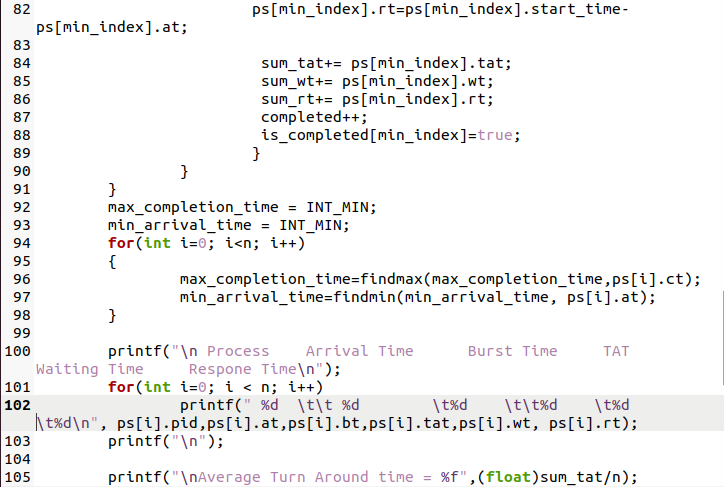 82 ps[min_index].rt=ps[min_index].start_time-
ps[min_index].at;
83
84 sum_tat+= ps[min_index].tat;
85 sum_wt+= ps[min_index].wt;
86 sum_rt+= ps[min_index].rt;
87 completed++;
88 is_completed[min_index]=true;
89 }
90 }
91 }
92 max_completion_time = INT_MIN;
93 min_arrival_time = INT_MIN;
94 for(int i=0; i<n; i++)
95 {
96 max_completion_time=findmax(max_completion_time,ps[i].ct);
97 min_arrival_time=findmin(min_arrival_time, ps[i].at);
98 }
99
100 printf("\n Process    Arrival Time      Burst Time     TAT
Waiting Time     Respone Time\n");
101 for(int i=0; i < n; i++)
102 printf(" %d  \t\t %d        \t%d    \t\t%d    \t%d
\t%d\n", ps[i].pid,ps[i].at,ps[i].bt,ps[i].tat,ps[i].wt, ps[i].rt);
103 printf("\n");
104
105 printf("\nAverage Turn Around time = %f",(float)sum_tat/n);